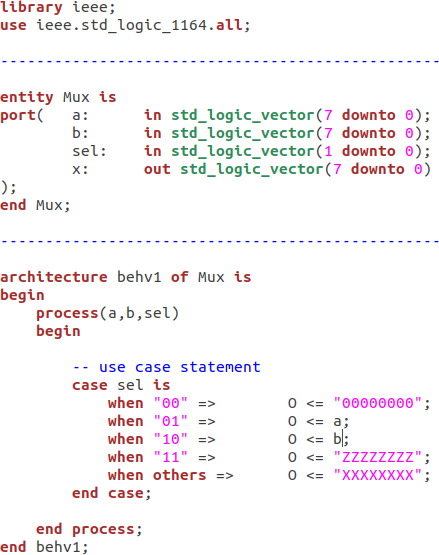 library ieee;
use ieee.std_logic_1164.all;
-------------------------------------------------
entity Mux is
port(   a:      in std_logic_vector(7 downto 0);
        b:      in std_logic_vector(7 downto 0);
        sel:    in std_logic_vector(1 downto 0);
        x:      out std_logic_vector(7 downto 0)
);
end Mux;
-------------------------------------------------
architecture behv1 of Mux is
begin
    process(a,b,sel)
    begin
        -- use case statement
        case sel is
            when "00" =>        O <= "00000000";
            when "01" =>        O <= a;
            when "10" =>        O <= b;
            when "11" =>        O <= "ZZZZZZZZ";
            when others =>      O <= "XXXXXXXX";
        end case;
    end process;
end behv1;